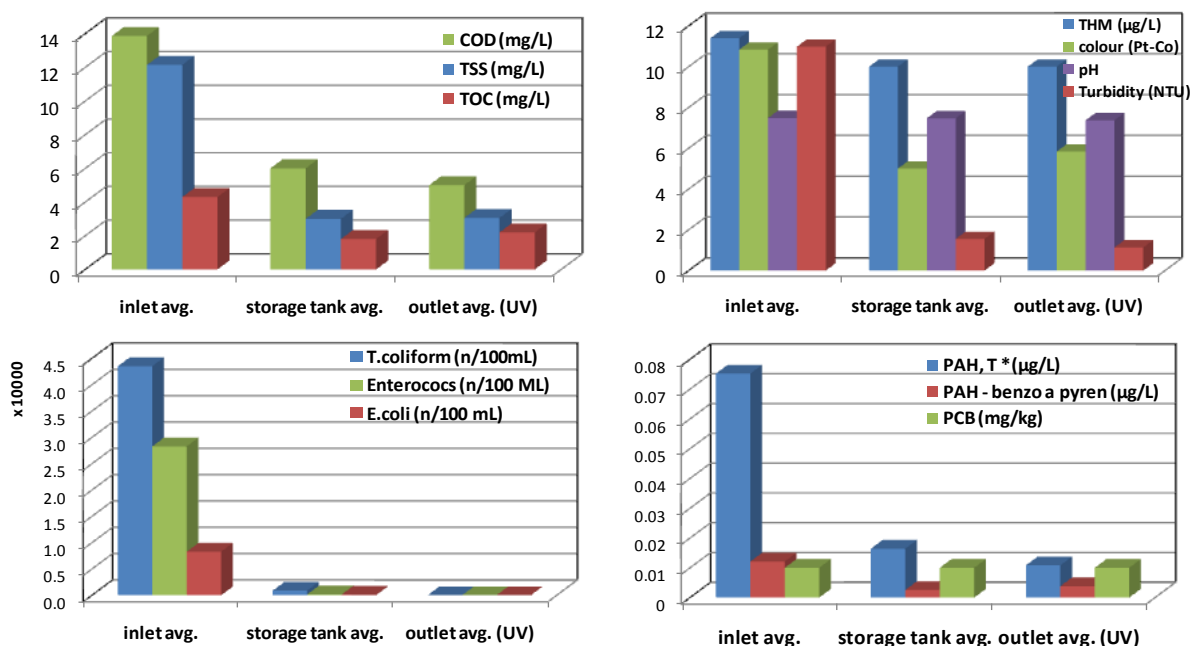 14
12
10
8
6
4
2
0
COD (mg/L)
TSS (mg/L)
TOC (mg/L)
inlet avg.
storage tank avg.
outlet avg. (UV)
12
10
8
6
4
2
0
THM (µg/L)
colour (Pt-Co)
pH
Turbidity (NTU)
inlet avg.
storage tank avg.
outlet avg. (UV)
x10000
4.5
4.0
3.5
3.0
2.5
2.0
1.5
1.0
0.5
0.0
T.coliform (n/100mL)
Enterococs (n/100 ML)
E.coli (n/100 mL)
inlet avg.
storage tank avg.
outlet avg. (UV)
0.08
0.07
0.06
0.05
0.04
0.03
0.02
0.01
0
PAH, T * (µg/L)
PAH - benzo a pyren (µg/L)
PCB (mg/kg)
inlet avg.
storage tank avg.
outlet avg. (UV)